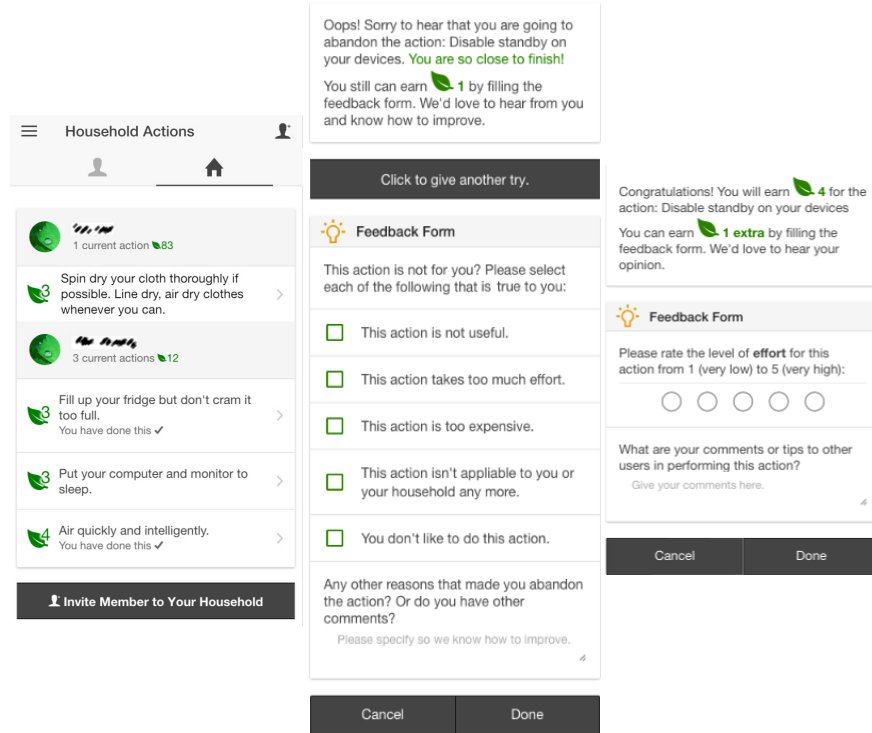 Household Actions
1 current action 83
3
Spin dry your cloth thoroughly if
possible. Line dry, air dry clothes
whenever you can.
3 current actions 12
3
Fill up your fridge but don't cram it
too full.
You have done this ✓
3
Put your computer and monitor to
sleep.
4
Air quickly and intelligently.
You have done this ✓
Invite Member to Your Household
Oops! Sorry to hear that you are going to
abandon the action: Disable standby on
your devices. You are so close to finish!
You still can earn 1 by filling the
feedback form. We'd love to hear from you
and know how to improve.
Click to give another try.
Feedback Form
This action is not for you? Please select
each of the following that is true to you:
This action is not useful.
This action takes too much effort.
This action is too expensive.
This action isn't appliable to you or
your household any more.
You don't like to do this action.
Any other reasons that made you abandon
the action? Or do you have other
comments?
Please specify so we know how to improve.
Cancel Done
Congratulations! You will earn 4 for the
action: Disable standby on your devices
You can earn 1 extra by filling the
feedback form. We'd love to hear your
opinion.
Feedback Form
Please rate the level of effort for this
action from 1 (very low) to 5 (very high):
What are your comments or tips to other
users in performing this action?
Give your comments here.
Cancel Done